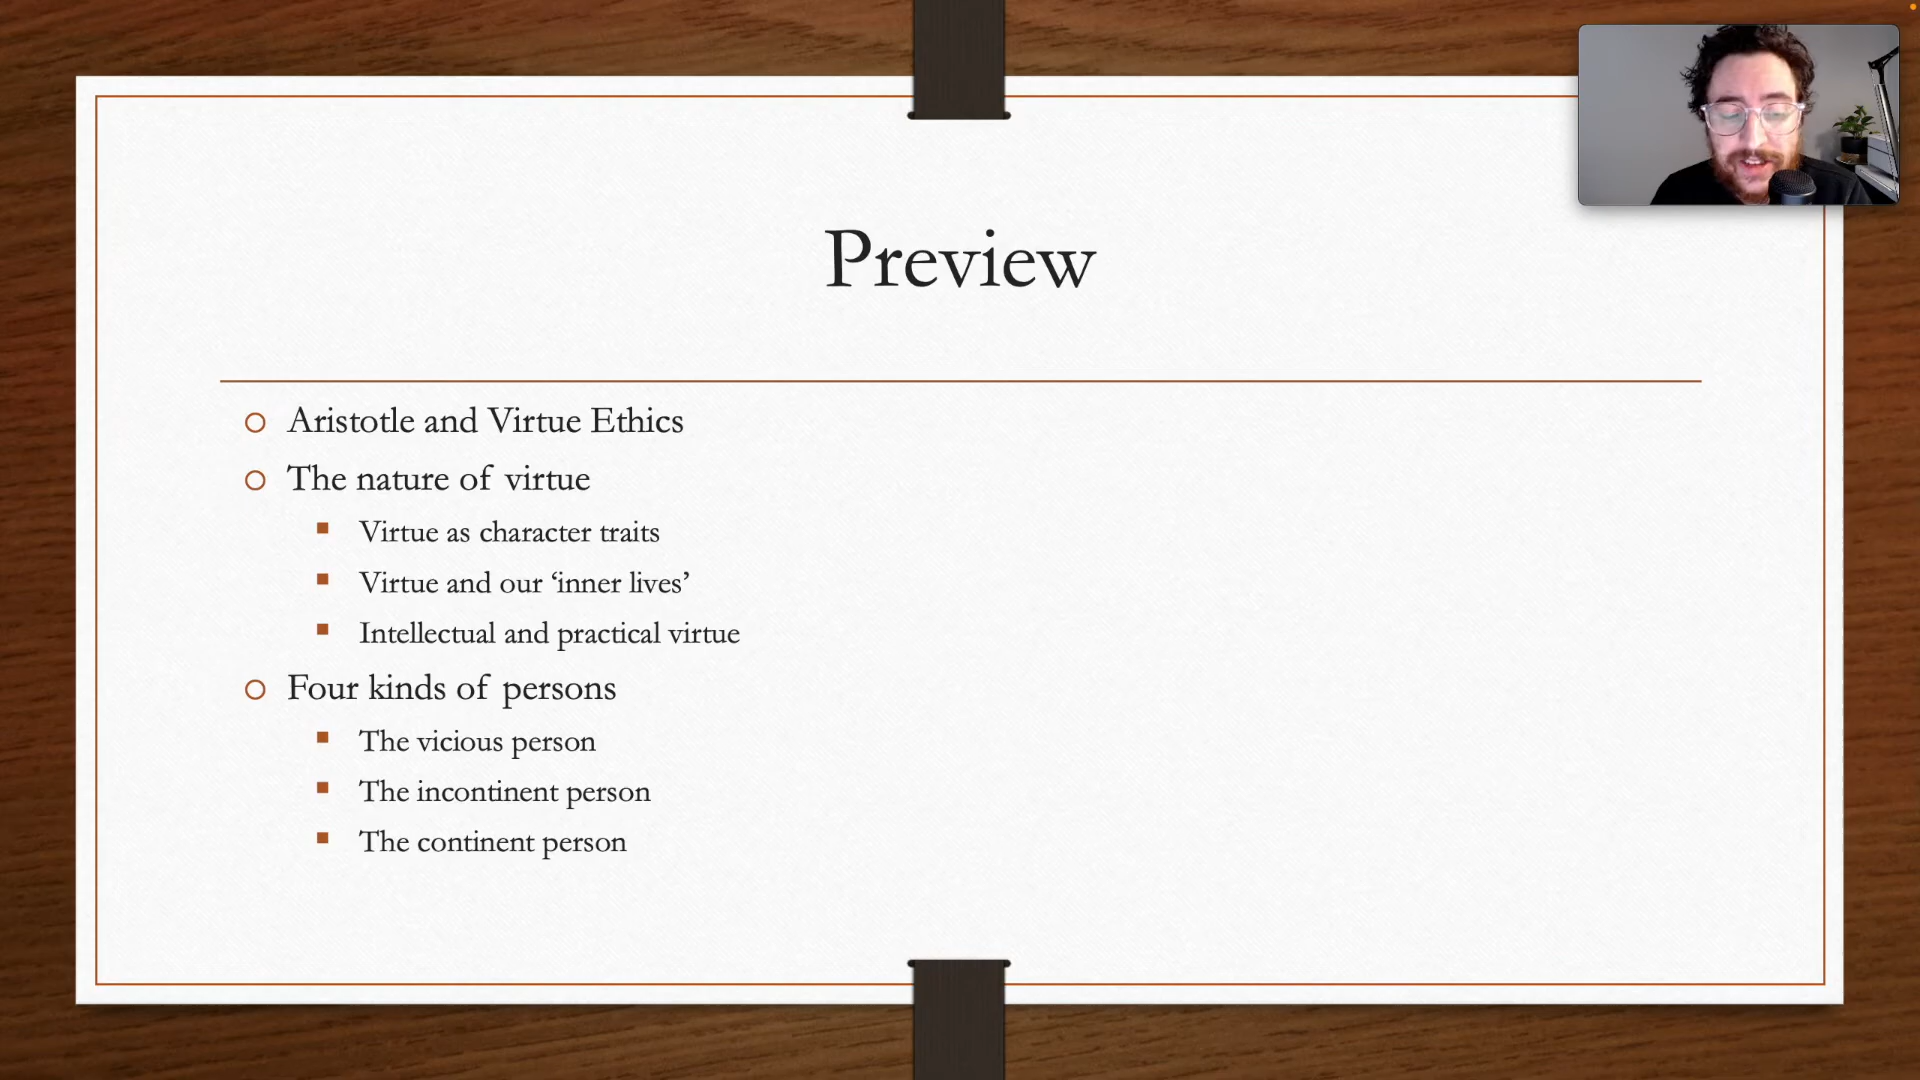 Preview
Aristotle and Virtue Ethics
The nature of virtue
Virtue as character traits
Virtue and our ‘inner lives’
Intellectual and practical virtue
Four kinds of persons
The vicious person
The incontinent person
The continent person